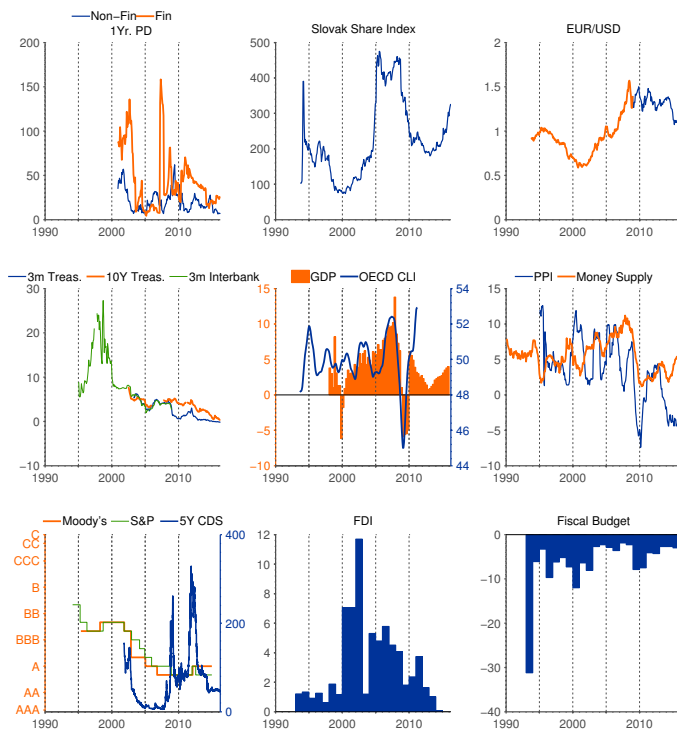 Non−Fin Fin
1Yr. PD
200
150
100
50
0
1990 2000 2010
Slovak Share Index
500
400
300
200
100
0
1990 2000 2010
EUR/USD
2
1.5
1
0.5
0
1990 2000 2010
3m Treas. 10Y Treas. 3m Interbank
30
20
10
0
−10
1990 2000 2010
GDP OECD CLI
15 54
10 52
5 50
0 48
−5 46
−10 44
1990 2000 2010
PPI Money Supply
15
10
5
0
−5
−10
1990 2000 2010
Moody's S&P 5Y CDS
C 400
CC
CCC
B
BB 200
BBB
A
AA
AAA 0
1990 2000 2010
FDI
12
10
8
6
4
2
0
1990 2000 2010
Fiscal Budget
0
−10
−20
−30
−40
1990 2000 2010